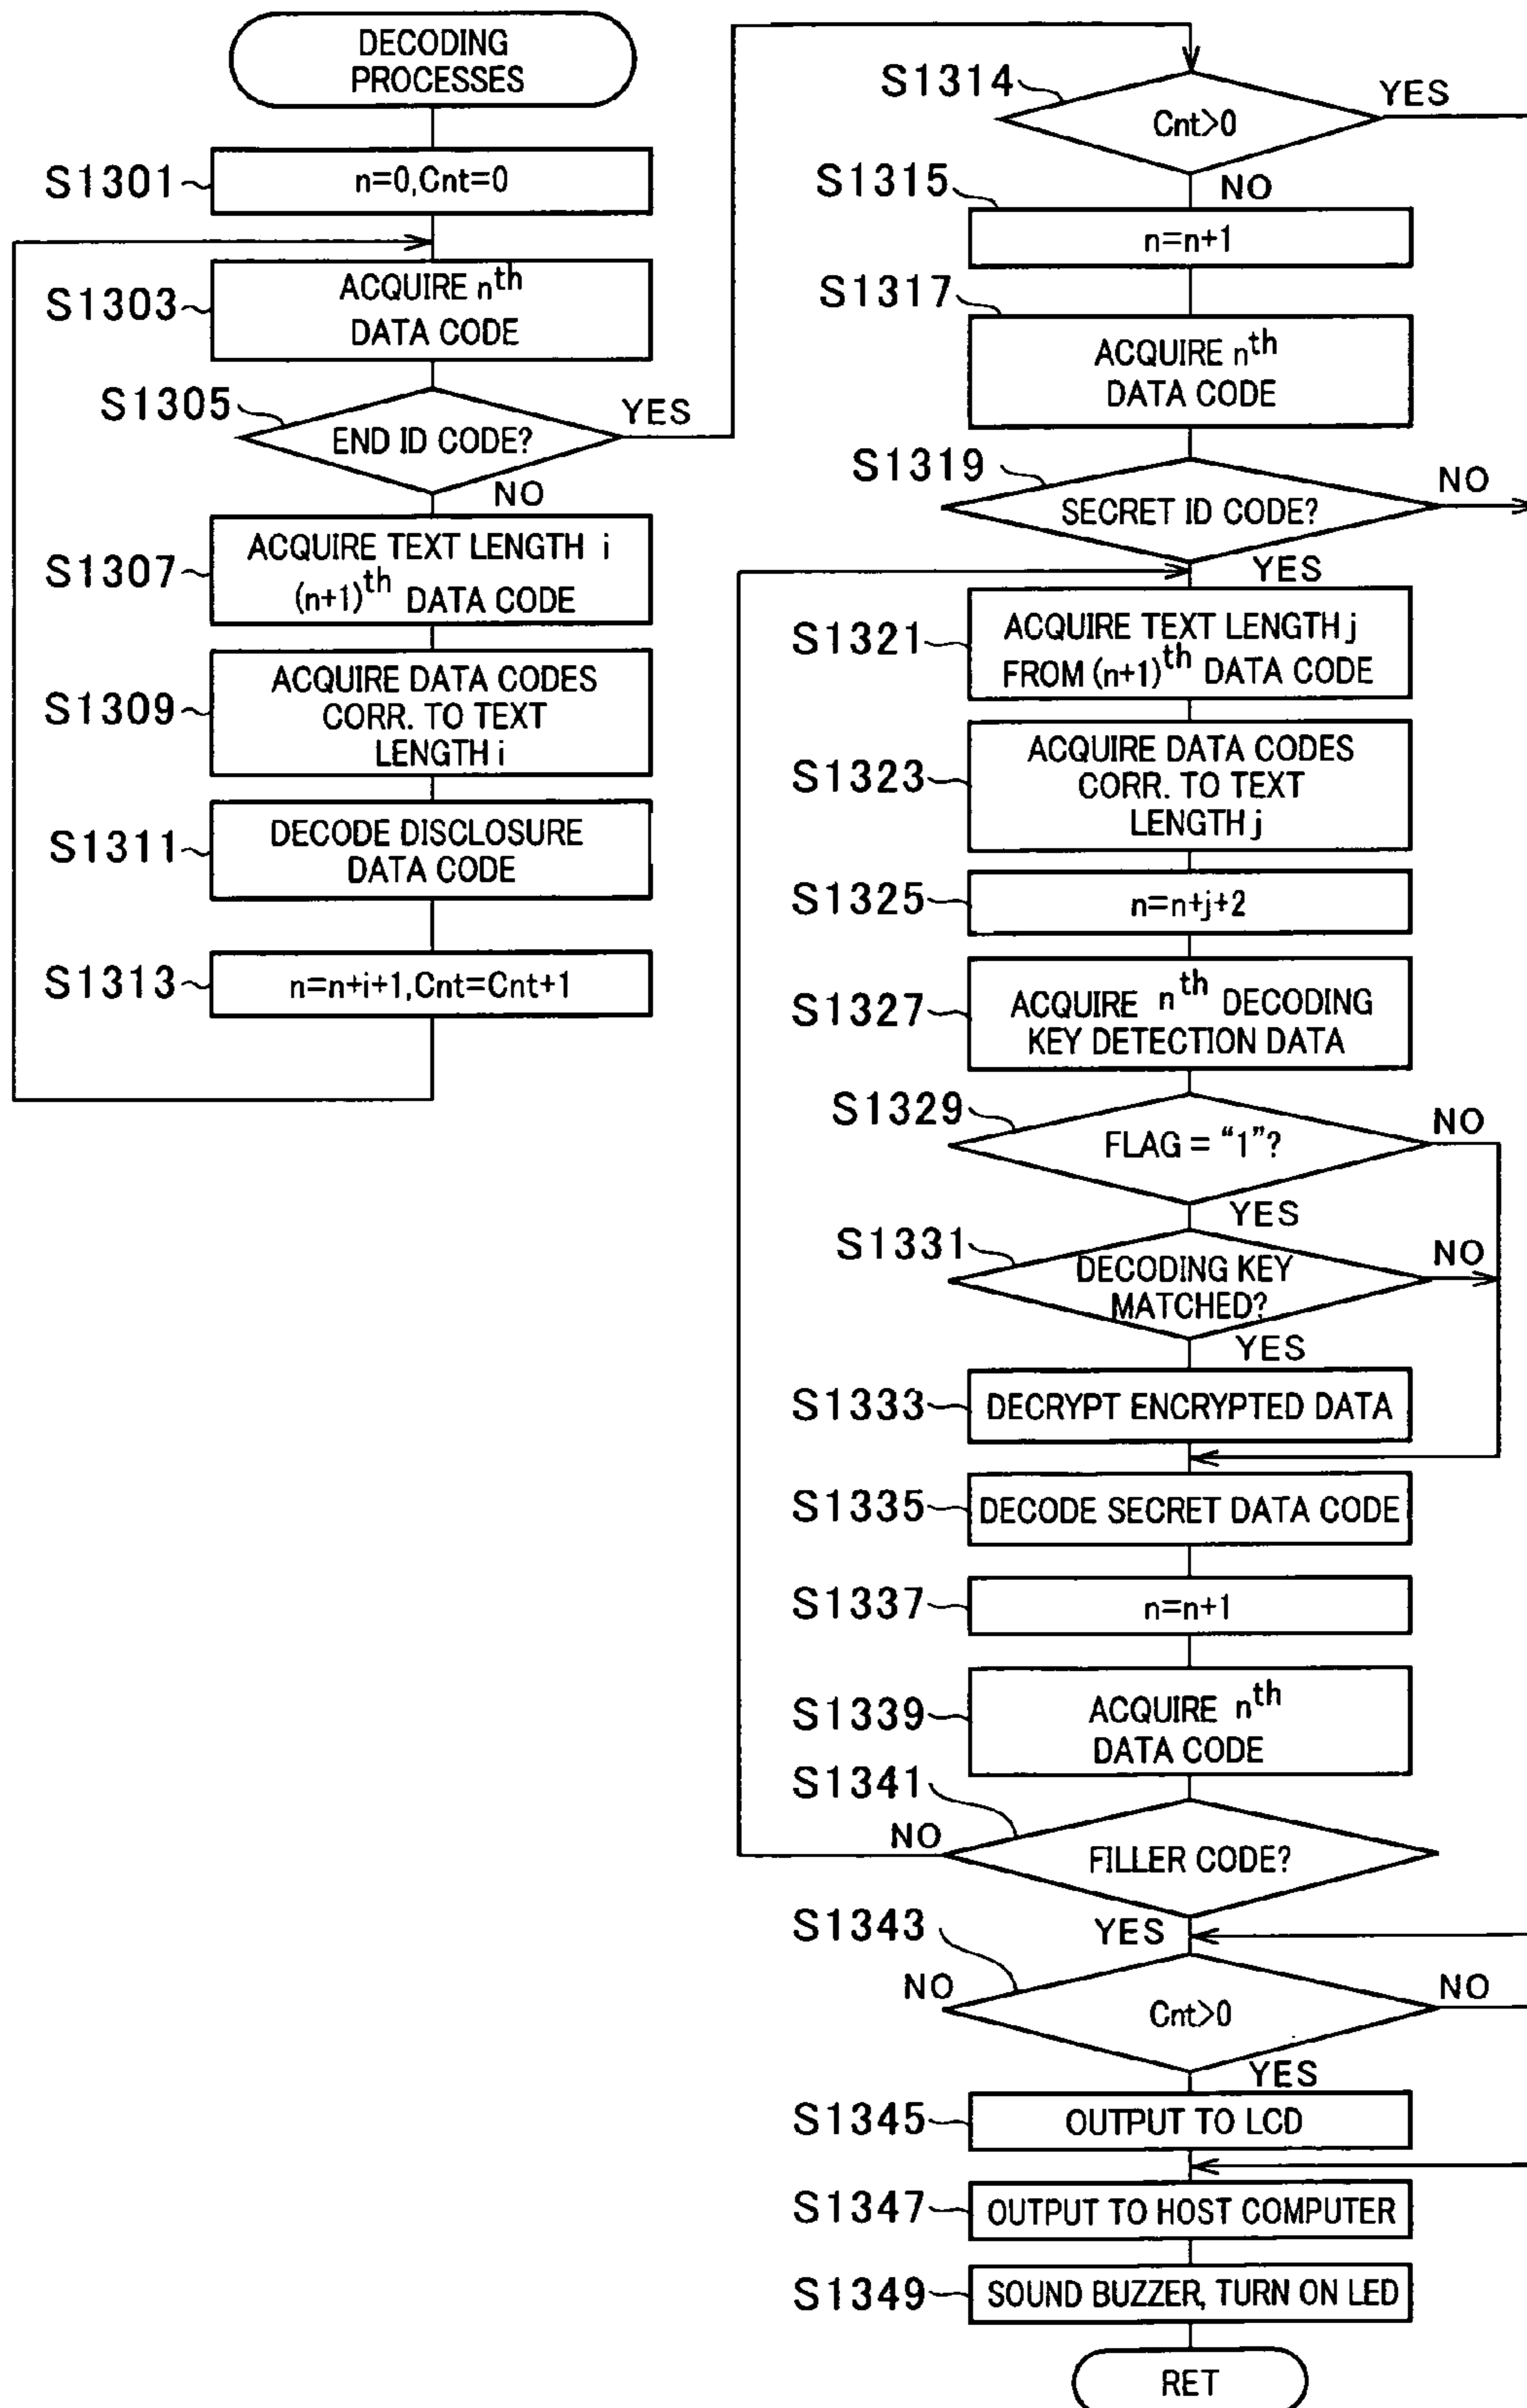 DECODING
PROCESSES
S1301
n=0,Cnt=0
S1303
ACQUIRE nth
DATA CODE
S1305
END ID CODE?
YES
NO
S1307
ACQUIRE TEXT LENGTH i
(n+1)th DATA CODE
S1309
ACQUIRE DATA CODES
CORR. TO TEXT
LENGTH i
S1311
DECODE DISCLOSURE
DATA CODE
S1313
n=n+i+1,Cnt=Cnt+1
S1314
Cnt>0
YES
NO
S1315
n=n+1
S1317
ACQUIRE nth
DATA CODE
S1319
SECRET ID CODE?
NO
YES
S1321
ACQUIRE TEXT LENGTH j
FROM (n+1)th DATA CODE
S1323
ACQUIRE DATA CODES
CORR. TO TEXT
LENGTH j
S1325
n=n+j+2
S1327
ACQUIRE nth DECODING
KEY DETECTION DATA
S1329
FLAG = “1”?
NO
YES
S1331
DECODING KEY
MATCHED?
NO
YES
S1333
DECRYPT ENCRYPTED DATA
S1335
DECODE SECRET DATA CODE
S1337
n=n+1
S1339
ACQUIRE nth
DATA CODE
S1341
NO
FILLER CODE?
YES
S1343
NO
Cnt>0
NO
YES
S1345
OUTPUT TO LCD
S1347
OUTPUT TO HOST COMPUTER
S1349
SOUND BUZZER, TURN ON LED
RET